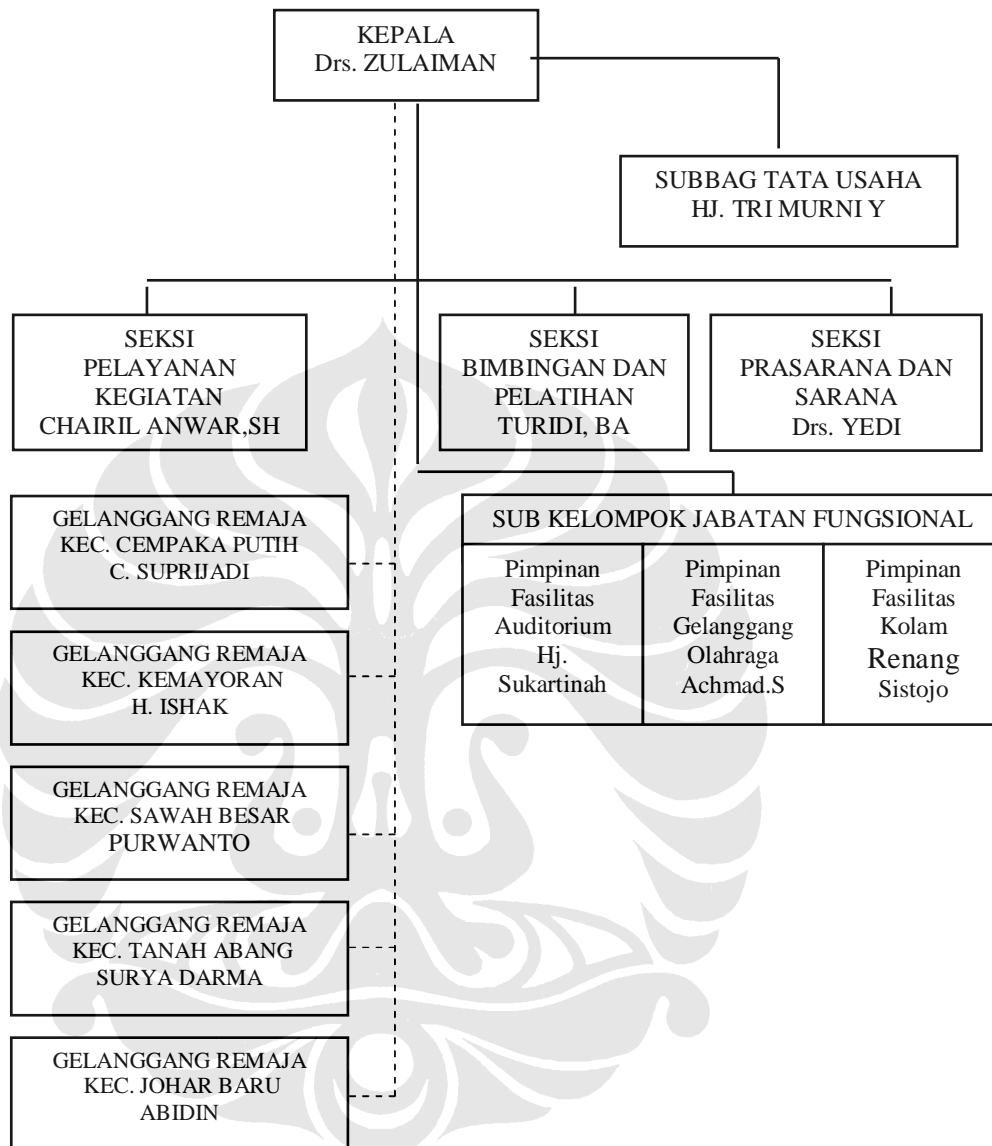 KEPALA
Drs. ZULAIMAN
SUBBAG TATA USAHA
HJ. TRI MURNI Y
SEKSI
PELAYANAN
KEGIATAN
CHAIRIL ANWAR,SH
SEKSI
BIMBINGAN DAN
PELATIHAN
TURIDI, BA
SEKSI
PRASARANA DAN
SARANA
Drs. YEDI
GELANGGANG REMAJA
KEC. CEMPAKA PUTIH
C. SUPRIJADI
GELANGGANG REMAJA
KEC. KEMAYORAN
H. ISHAK
GELANGGANG REMAJA
KEC. SAWAH BESAR
PURWANTO
GELANGGANG REMAJA
KEC. TANAH ABANG
SURYA DARMA
GELANGGANG REMAJA
KEC. JOHAR BARU
ABIDIN
SUB KELOMPOK JABATAN FUNGSIONAL
Pimpinan
Fasilitas
Auditorium
Hj.
Sukartinah
Pimpinan
Fasilitas
Gelanggang
Olahraga
Achmad.S
Pimpinan
Fasilitas
Kolam
Renang
Sistojo